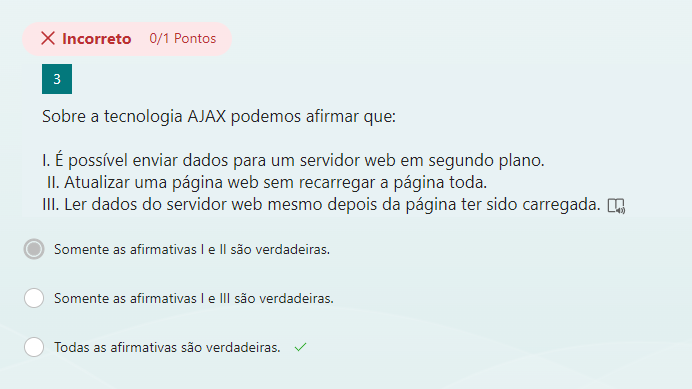 Incorreto 0/1 Pontos
3
Sobre a tecnologia AJAX podemos afirmar que:
I. É possível enviar dados para um servidor web em segundo plano.
II. Atualizar uma página web sem recarregar a página toda.
III. Ler dados do servidor web mesmo depois da página ter sido carregada.
Somente as afirmativas I e II são verdadeiras.
Somente as afirmativas I e III são verdadeiras.
Todas as afirmativas são verdadeiras.